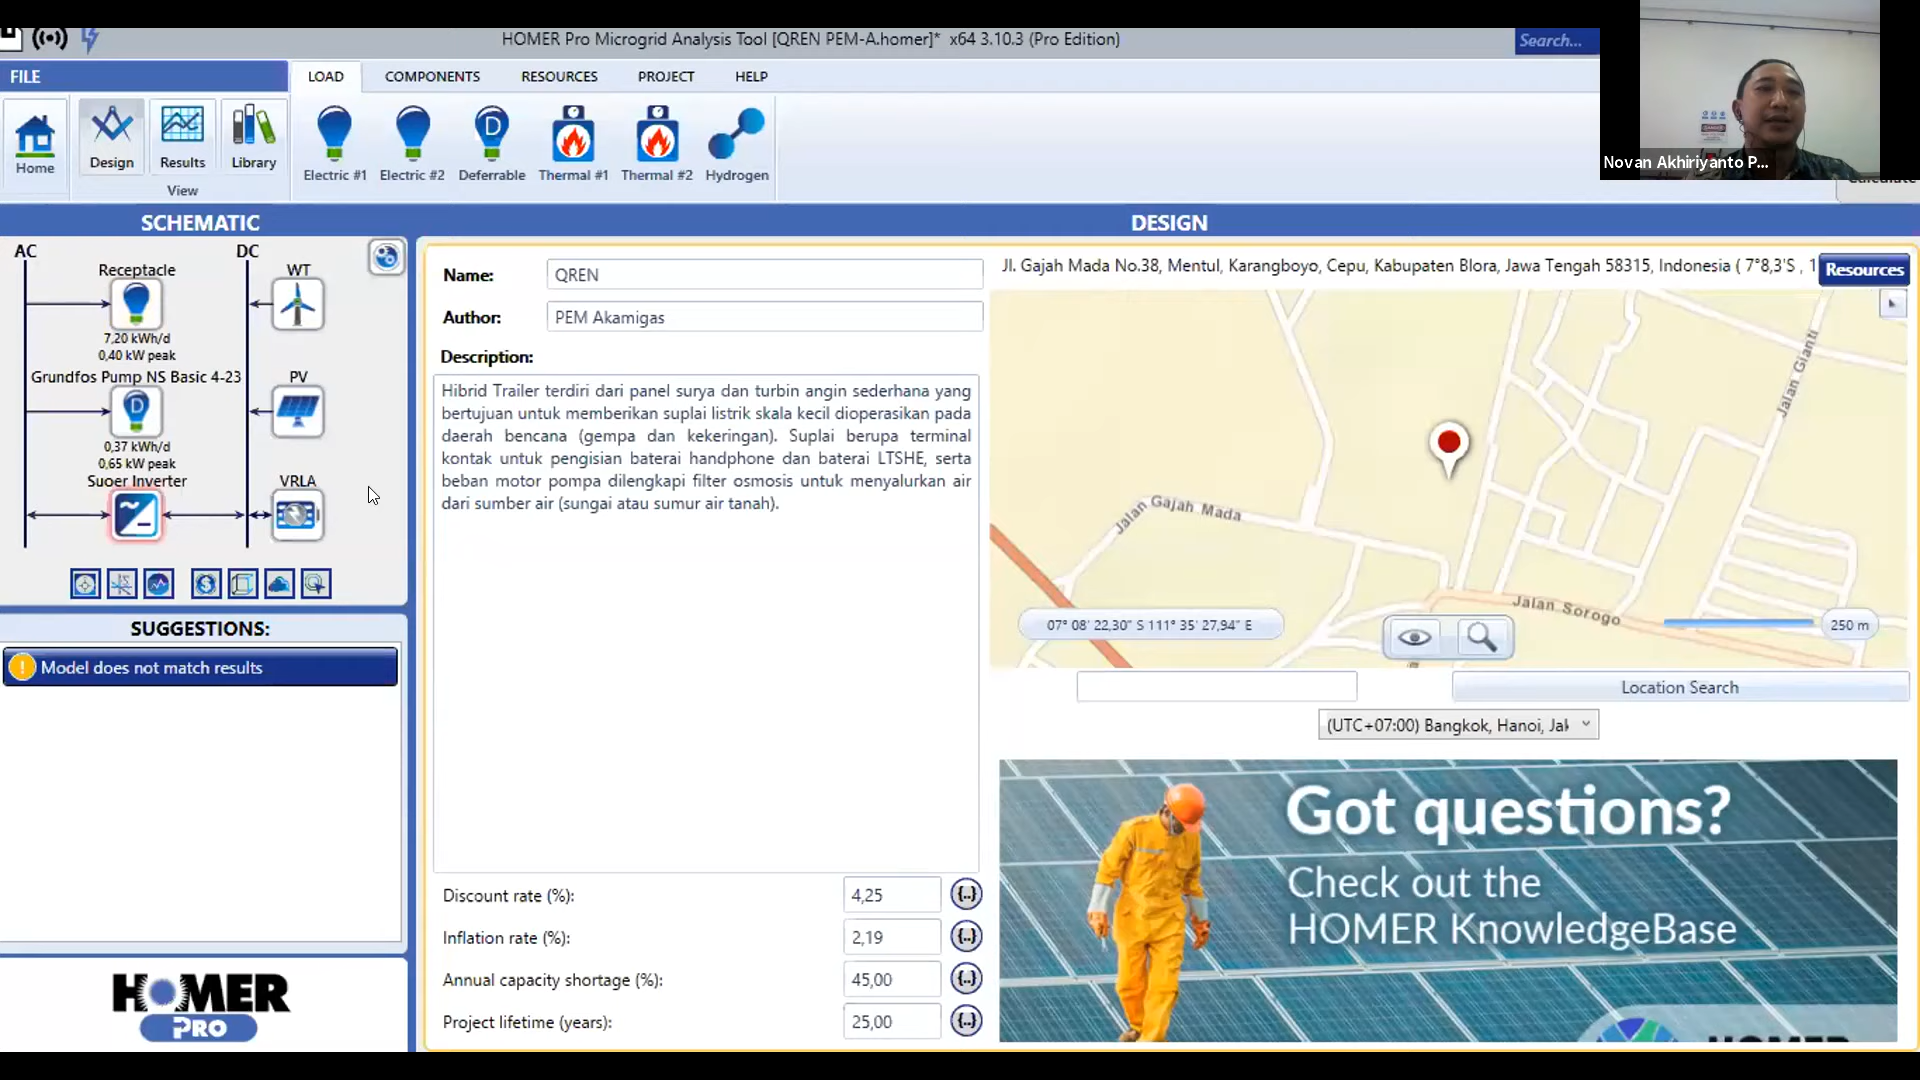 HOMER Pro Microgrid Analysis Tool [QREN PEM-A.homer]* x64 3.10.3 (Pro Edition)
Search...
FILE
LOAD
COMPONENTS
RESOURCES
PROJECT
HELP
Home
Design
Results
Library
View
Electric #1
Electric #2
D
Deferrable
Thermal #1
Thermal #2
Hydrogen
Novan Akhiriyanto P...
SCHEMATIC
AC
DC
Receptacle
7,20 kWh/d
0,40 kW peak
WT
Grundfos Pump NS Basic 4-23
D
0,37 kWh/d
0,65 kW peak
PV
Suoer Inverter
VRLA
SUGGESTIONS:
Model does not match results
HOMER
PRO
DESIGN
Name: QREN
Author: PEM Akamigas
Description:
Hibrid Trailer terdiri dari panel surya dan turbin angin sederhana yang
bertujuan untuk memberikan suplai listrik skala kecil dioperasikan pada
daerah bencana (gempa dan kekeringan). Suplai berupa terminal
kontak untuk pengisian baterai handphone dan baterai LTSHE, serta
beban motor pompa dilengkapi filter osmosis untuk menyalurkan air
dari sumber air (sungai atau sumur air tanah).
Discount rate (%): 4,25 {..}
Inflation rate (%): 2,19 {..}
Annual capacity shortage (%): 45,00 {..}
Project lifetime (years): 25,00 {..}
Jl. Gajah Mada No.38, Mentul, Karangboyo, Cepu, Kabupaten Blora, Jawa Tengah 58315, Indonesia ( 7°8,3'S , 1
Resources
Jalan Gianti
Jalan Gajah Mada
Jalan Sorogo
07° 08' 22,30" S 111° 35' 27,94" E
250 m
Location Search
(UTC+07:00) Bangkok, Hanoi, Jak
Got questions?
Check out the
HOMER KnowledgeBase